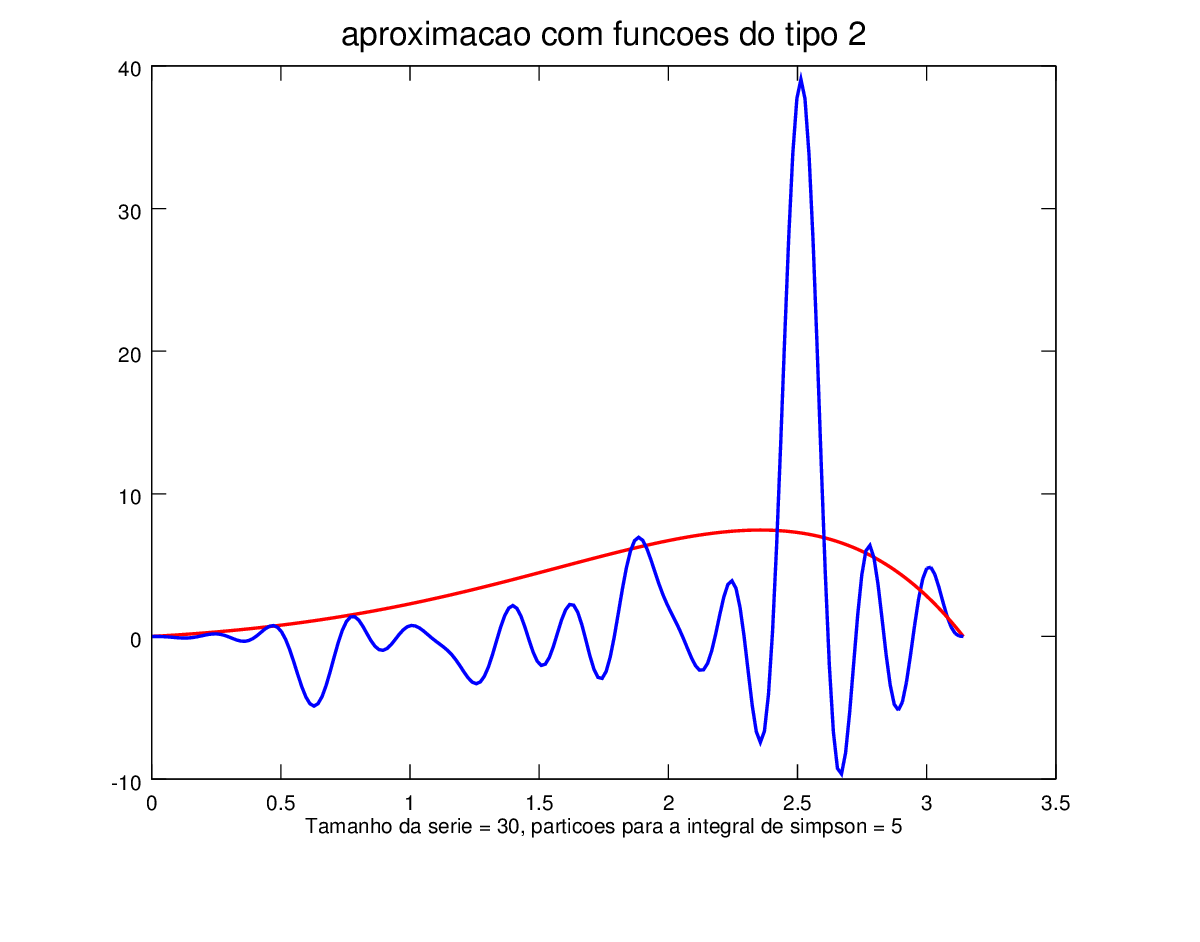 aproximacao com funcoes do tipo 2
40
30
20
10
0
-10
0 0.5 1 1.5 2 2.5 3 3.5
Tamanho da serie = 30, particoes para a integral de simpson = 5